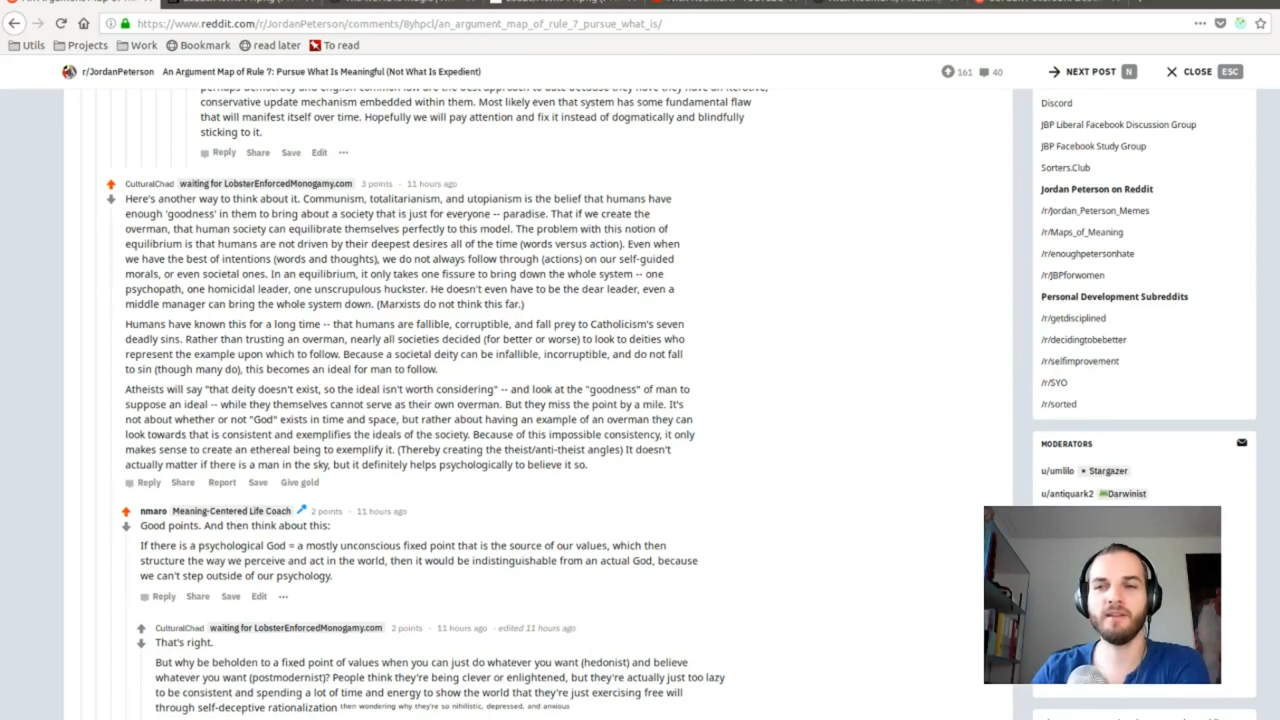 https://www.reddit.com/r/JordanPeterson/comments/8yhpcl/an_argument_map_of_rule_7_pursue_what_is/
Utils Projects Work Bookmark read later To read
r/JordanPeterson An Argument Map of Rule 7: Pursue What Is Meaningful (Not What Is Expedient) 161 40 NEXT POST N CLOSE ESC
conservative update mechanism embedded within them. Most likely even that system has some fundamental flaw
that will manifest itself over time. Hopefully we will pay attention and fix it instead of dogmatically and blindfully
sticking to it.
Reply Share Save Edit ···
CulturalChad waiting for LobsterEnforcedMonogamy.com 3 points · 11 hours ago
Here's another way to think about it. Communism, totalitarianism, and utopianism is the belief that humans have
enough 'goodness' in them to bring about a society that is just for everyone -- paradise. That if we create the
overman, that human society can equilibrate themselves perfectly to this model. The problem with this notion of
equilibrium is that humans are not driven by their deepest desires all of the time (words versus action). Even when
we have the best of intentions (words and thoughts), we do not always follow through (actions) on our self-guided
morals, or even societal ones. In an equilibrium, it only takes one fissure to bring down the whole system -- one
psychopath, one homicidal leader, one unscrupulous huckster. He doesn't even have to be the dear leader, even a
middle manager can bring the whole system down. (Marxists do not think this far.)
Humans have known this for a long time -- that humans are fallible, corruptible, and fall prey to Catholicism's seven
deadly sins. Rather than trusting an overman, nearly all societies decided (for better or worse) to look to deities who
represent the example upon which to follow. Because a societal deity can be infallible, incorruptible, and do not fall
to sin (though many do), this becomes an ideal for man to follow.
Atheists will say "that deity doesn't exist, so the ideal isn't worth considering" -- and look at the "goodness" of man to
suppose an ideal -- while they themselves cannot serve as their own overman. But they miss the point by a mile. It's
not about whether or not "God" exists in time and space, but rather about having an example of an overman they can
look towards that is consistent and exemplifies the ideals of the society. Because of this impossible consistency, it only
makes sense to create an ethereal being to exemplify it. (Thereby creating the theist/anti-theist angles) It doesn't
actually matter if there is a man in the sky, but it definitely helps psychologically to believe it so.
Reply Share Report Save Give gold
nmaro Meaning-Centered Life Coach 2 points · 11 hours ago
Good points. And then think about this:
If there is a psychological God = a mostly unconscious fixed point that is the source of our values, which then
structure the way we perceive and act in the world, then it would be indistinguishable from an actual God, because
we can't step outside of our psychology.
Reply Share Save Edit ···
CulturalChad waiting for LobsterEnforcedMonogamy.com 2 points · 11 hours ago · edited 11 hours ago
That's right.
But why be beholden to a fixed point of values when you can just do whatever you want (hedonist) and believe
whatever you want (postmodernist)? People think they're being clever or enlightened, but they're actually just too lazy
to be consistent and spending a lot of time and energy to show the world that they're just exercising free will
through self-deceptive rationalization then wondering why they're so nihilistic, depressed, and anxious
Discord
JBP Liberal Facebook Discussion Group
JBP Facebook Study Group
Sorters.Club
Jordan Peterson on Reddit
/r/Jordan_Peterson_Memes
/r/Maps_of_Meaning
/r/enoughpetersonhate
/r/JBPforwomen
Personal Development Subreddits
/r/getdisciplined
/r/decidingtobebetter
/r/selfimprovement
/r/SYO
/r/sorted
MODERATORS
u/umlilo Stargazer
u/antiquark2 Darwinist